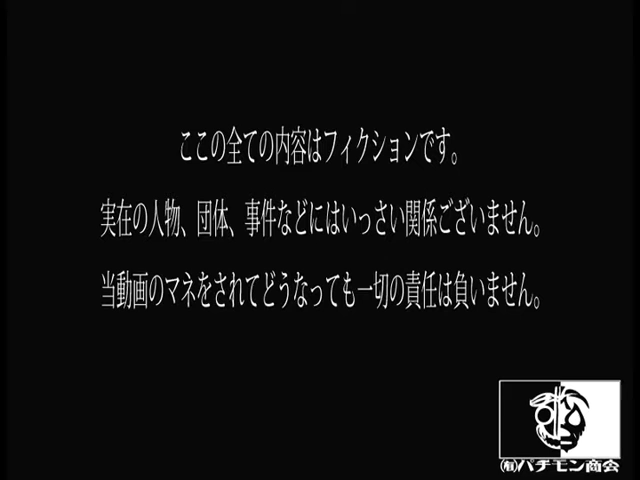 ここの全ての内容はフィクションです。
実在の人物、団体、事件などにはいっさい関係ございません。
当動画のマネをされてどうなっても一切の責任は負いません。
㈲パチモン商会